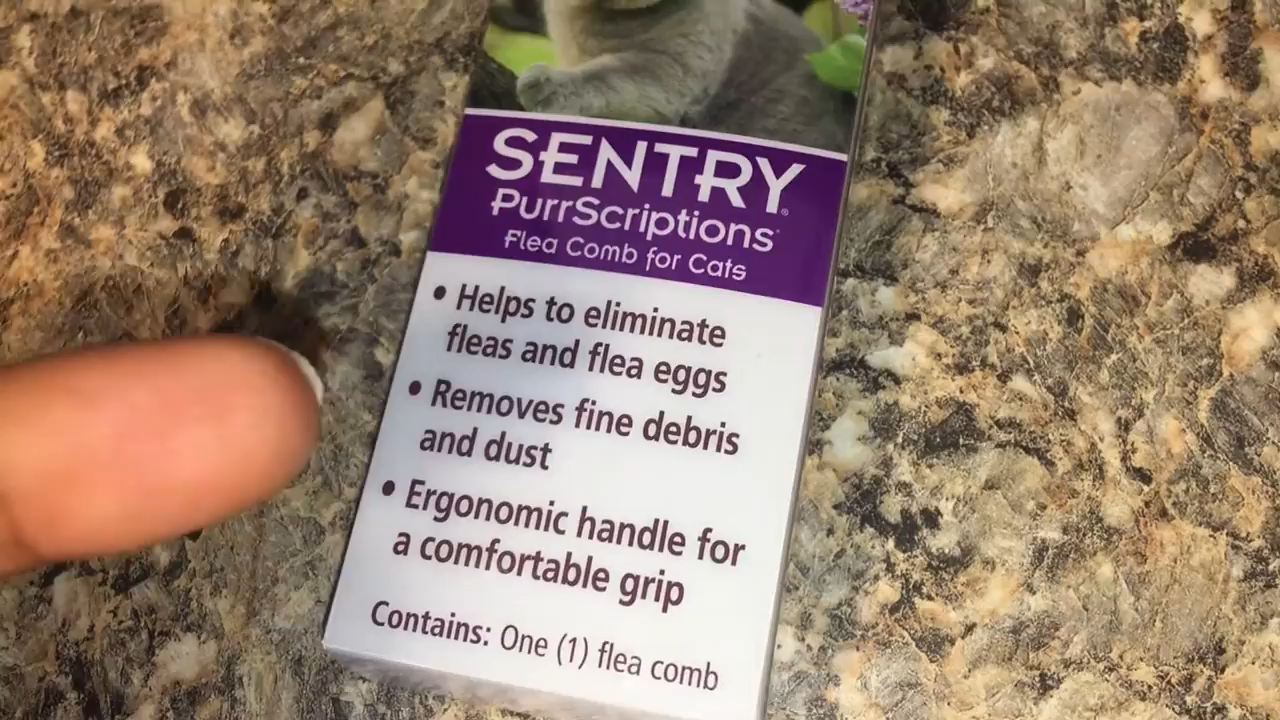 SENTRY®
PurrScriptions
Flea Comb for Cats
• Helps to eliminate
fleas and flea eggs
• Removes fine debris
and dust
• Ergonomic handle for
a comfortable grip
Contains: One (1) flea comb